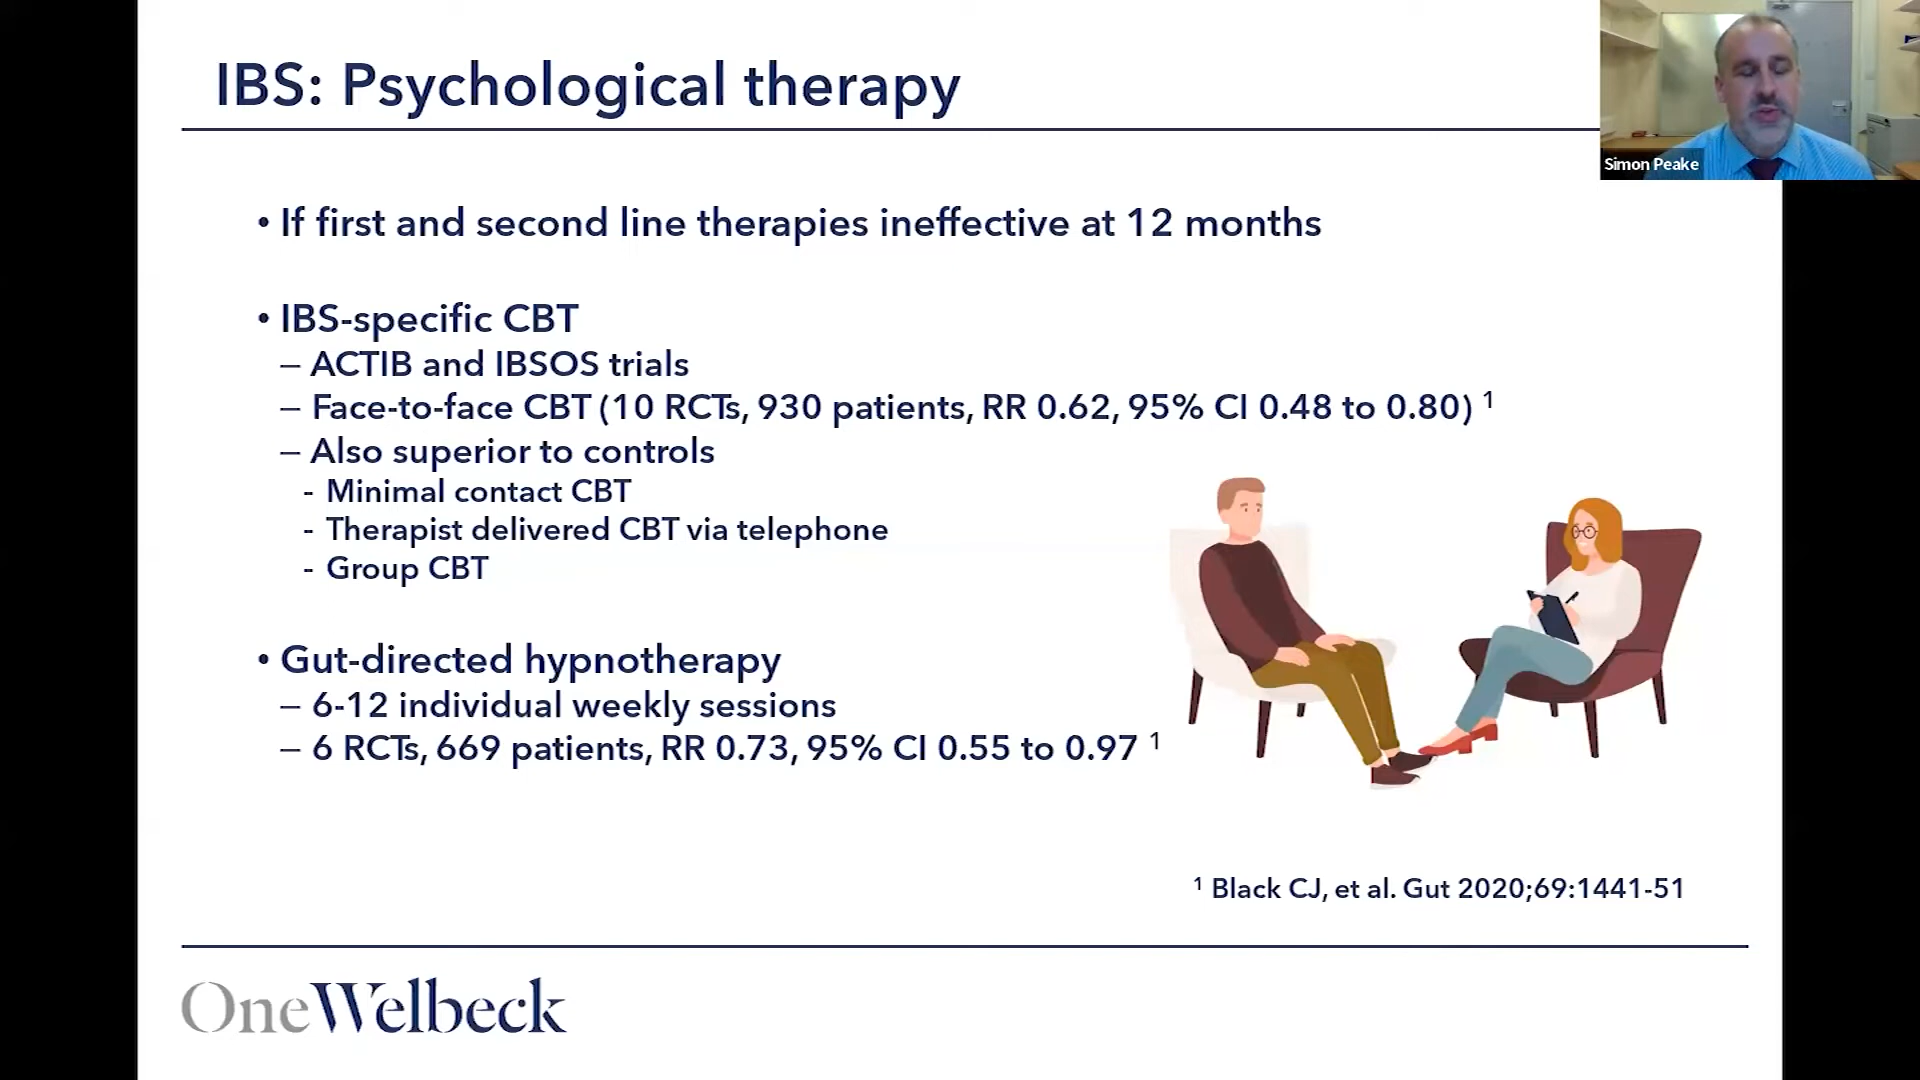 IBS: Psychological therapy
Simon Peake
• If first and second line therapies ineffective at 12 months
• IBS-specific CBT
– ACTIB and IBSOS trials
– Face-to-face CBT (10 RCTs, 930 patients, RR 0.62, 95% CI 0.48 to 0.80) ¹
– Also superior to controls
- Minimal contact CBT
- Therapist delivered CBT via telephone
- Group CBT
• Gut-directed hypnotherapy
– 6-12 individual weekly sessions
– 6 RCTs, 669 patients, RR 0.73, 95% CI 0.55 to 0.97 ¹
¹ Black CJ, et al. Gut 2020;69:1441-51
OneWelbeck